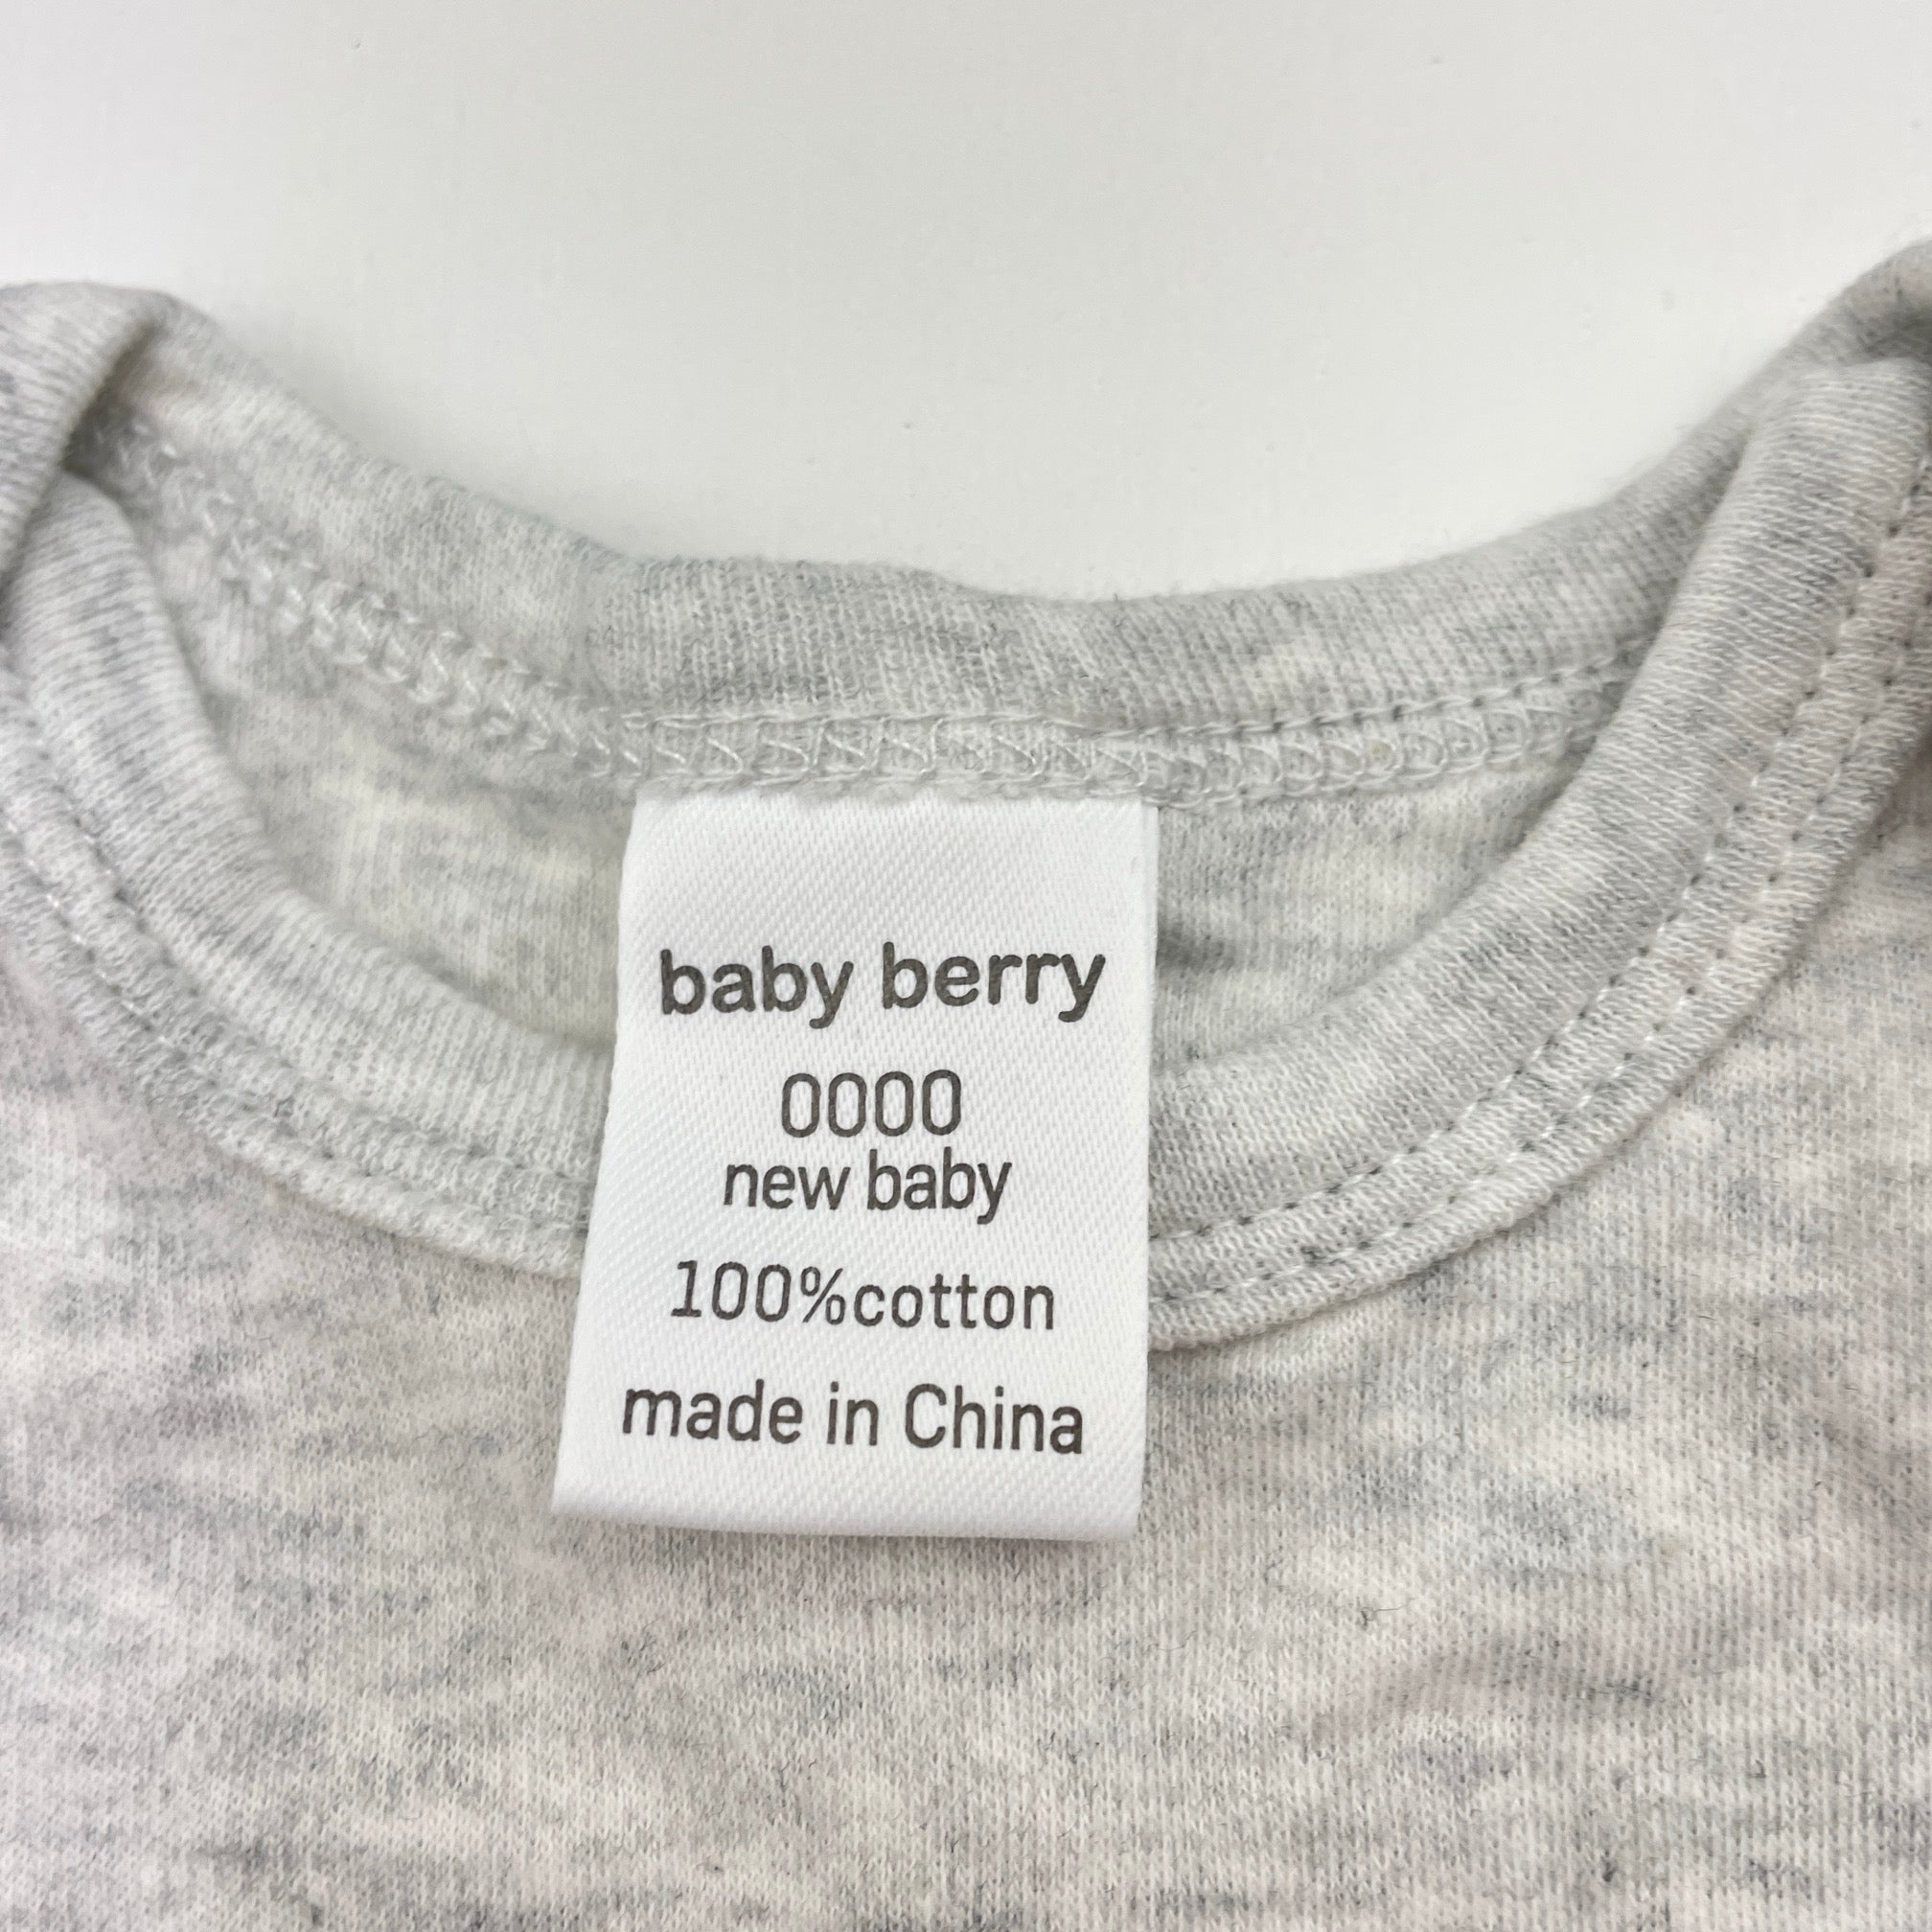 baby berry
0000
new baby
100%cotton
made in China